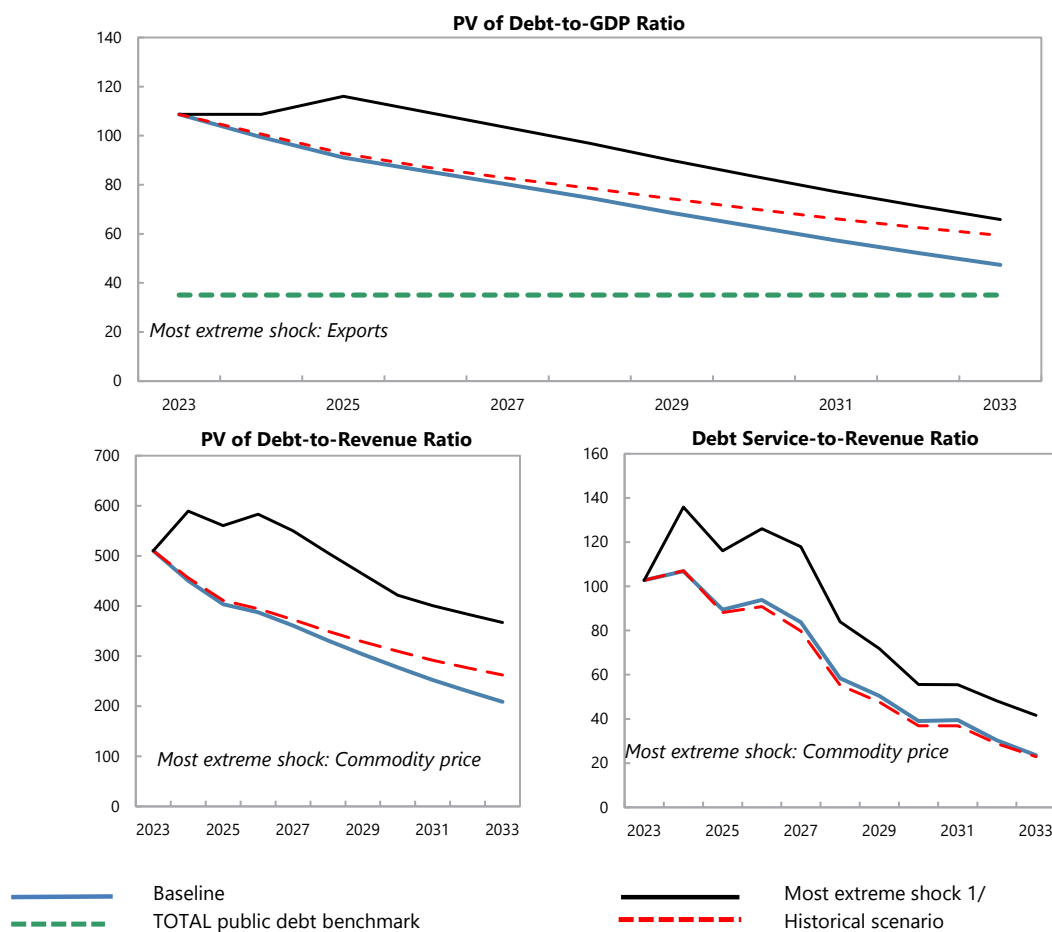 PV of Debt-to-GDP Ratio
140
120
100
80
60
40
20
0
Most extreme shock: Exports
2023 2025 2027 2029 2031 2033
PV of Debt-to-Revenue Ratio
700
600
500
400
300
200
100
0
Most extreme shock: Commodity price
2023 2025 2027 2029 2031 2033
Debt Service-to-Revenue Ratio
160
140
120
100
80
60
40
20
0
Most extreme shock: Commodity price
2023 2025 2027 2029 2031 2033
Baseline
TOTAL public debt benchmark
Most extreme shock 1/
Historical scenario